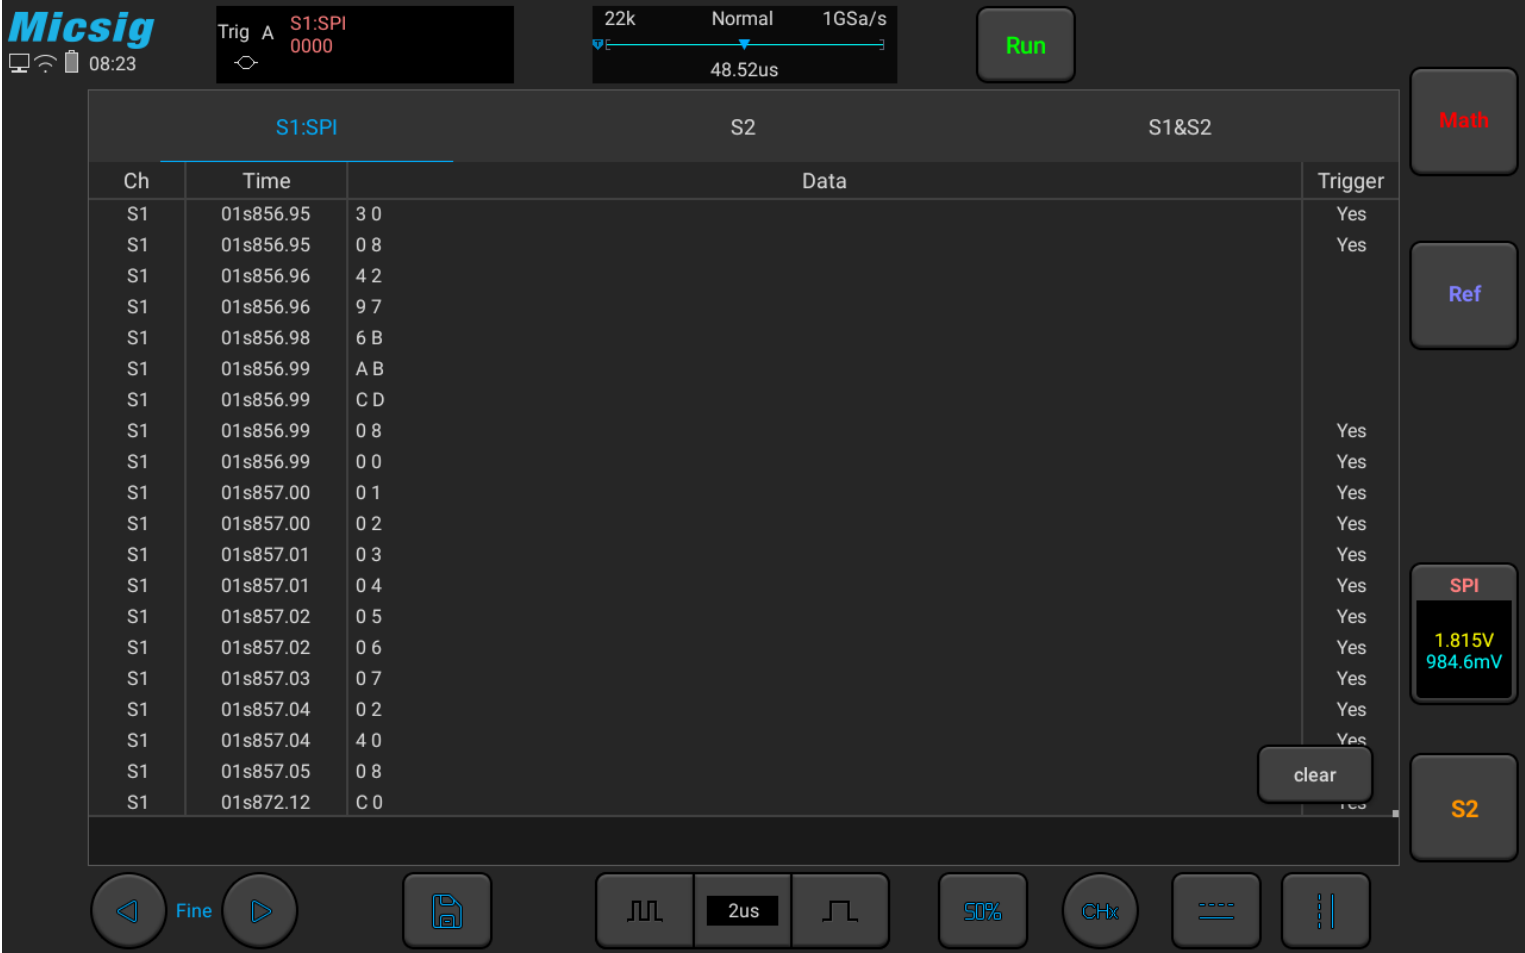 Micsig
08:23
Trig A S1:SPI
0000
22k Normal 1GSa/s
48.52us
Run
S1:SPI S2 S1&S2
Math
Ch Time Data Trigger
S1 01s856.95 3 0 Yes
S1 01s856.95 0 8 Yes
S1 01s856.96 4 2
S1 01s856.96 9 7
S1 01s856.98 6 B
S1 01s856.99 A B
S1 01s856.99 C D
S1 01s856.99 0 8 Yes
S1 01s856.99 0 0 Yes
S1 01s857.00 0 1 Yes
S1 01s857.00 0 2 Yes
S1 01s857.01 0 3 Yes
S1 01s857.01 0 4 Yes
S1 01s857.02 0 5 Yes
S1 01s857.02 0 6 Yes
S1 01s857.03 0 7 Yes
S1 01s857.04 0 2 Yes
S1 01s857.04 4 0 Yes
S1 01s857.05 0 8
S1 01s872.12 C 0 Yes
clear
Ref
SPI
1.815V
984.6mV
S2
Fine
2us
50%
CHx